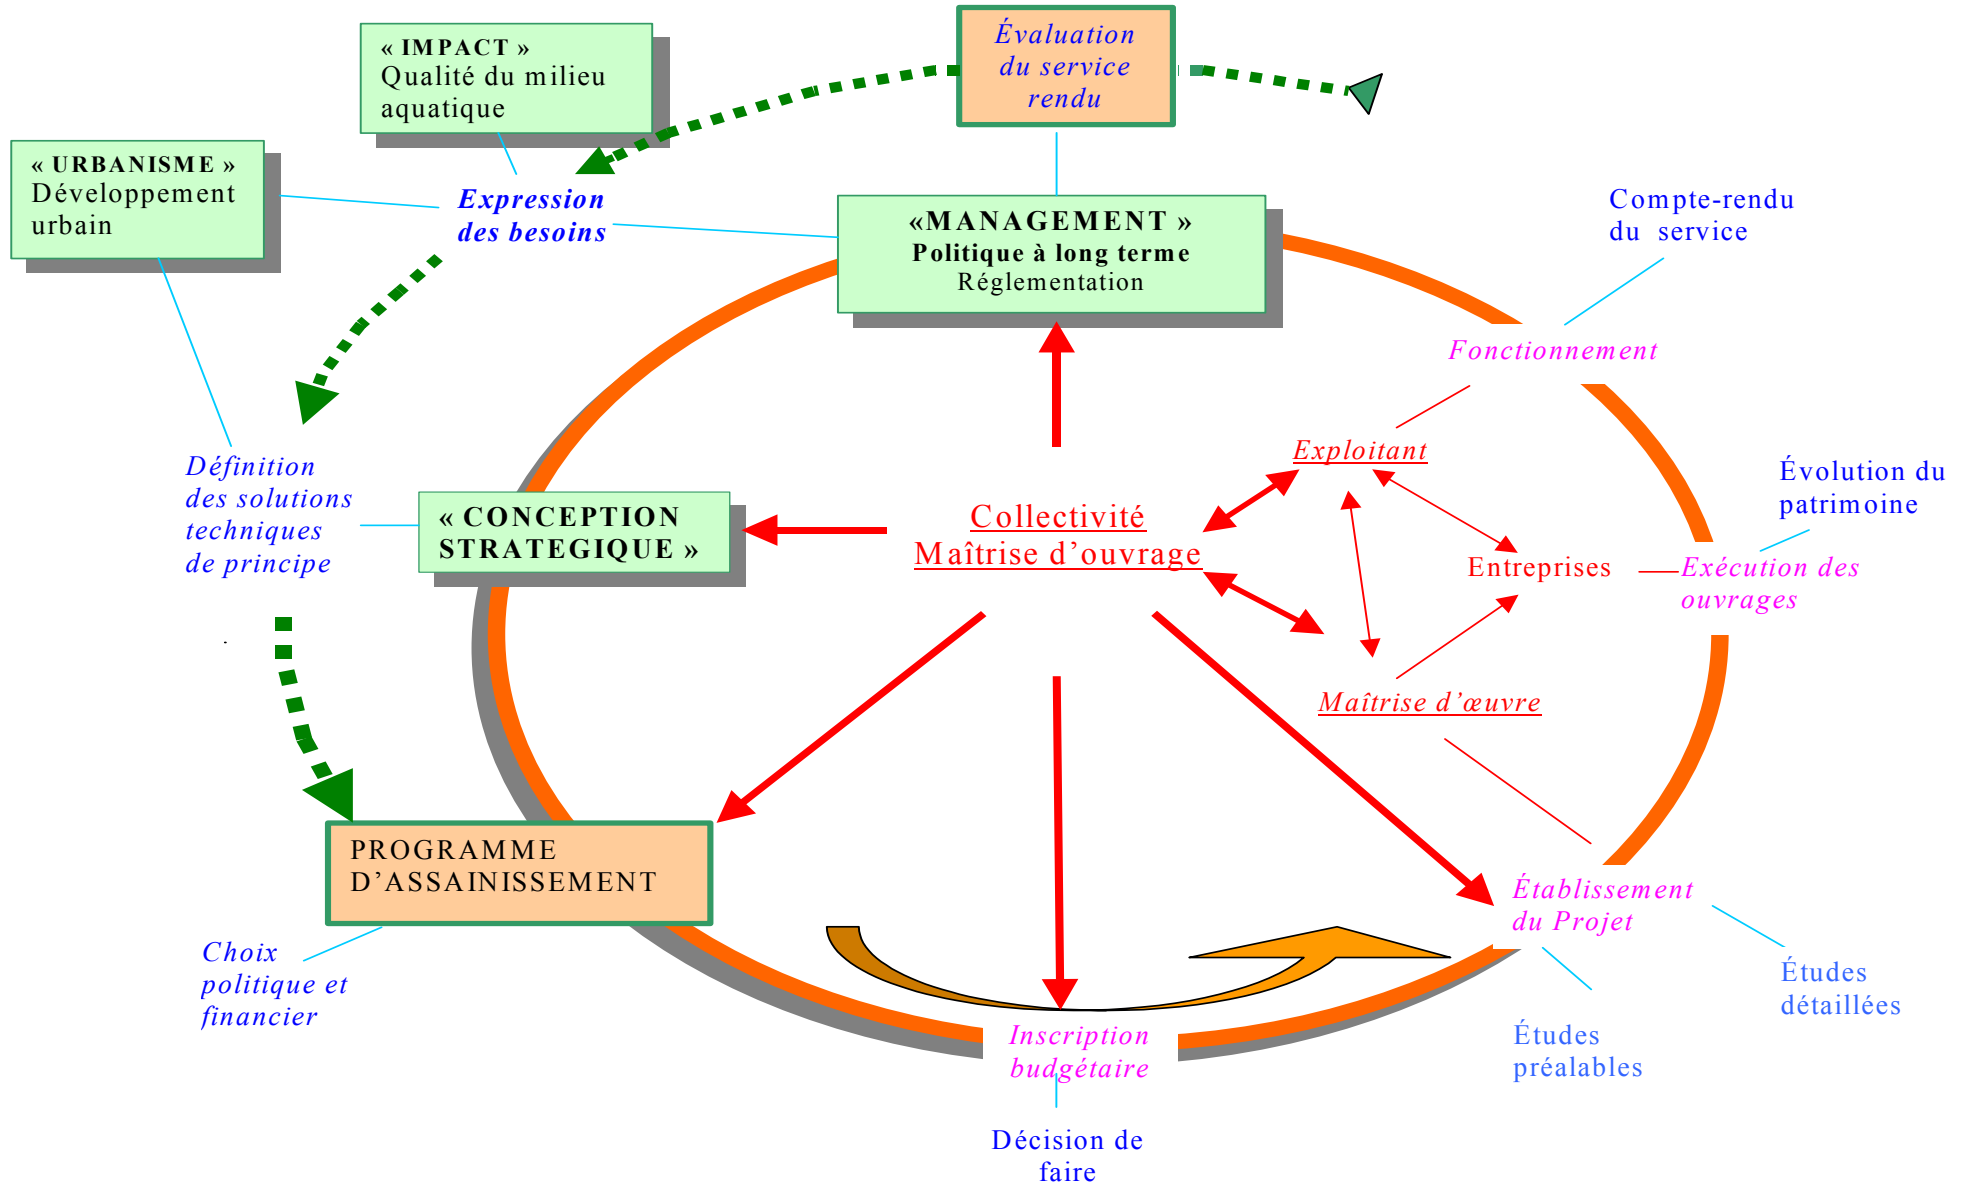 « IMPACT »
Qualité du milieu
aquatique
Évaluation
du service
rendu
« URBANISME »
Développement
urbain
Expression
des besoins
«MANAGEMENT »
Politique à long terme
Réglementation
Compte-rendu
du service
Fonctionnement
Exploitant
Définition
des solutions
techniques
de principe
« CONCEPTION
STRATEGIQUE »
Collectivité
Maîtrise d’ouvrage
Entreprises
Évolution du
patrimoine
Exécution des
ouvrages
Maîtrise d’œuvre
PROGRAMME
D’ASSAINISSEMENT
Établissement
du Projet
Choix
politique et
financier
Études
détaillées
Études
préalables
Inscription
budgétaire
Décision de
faire